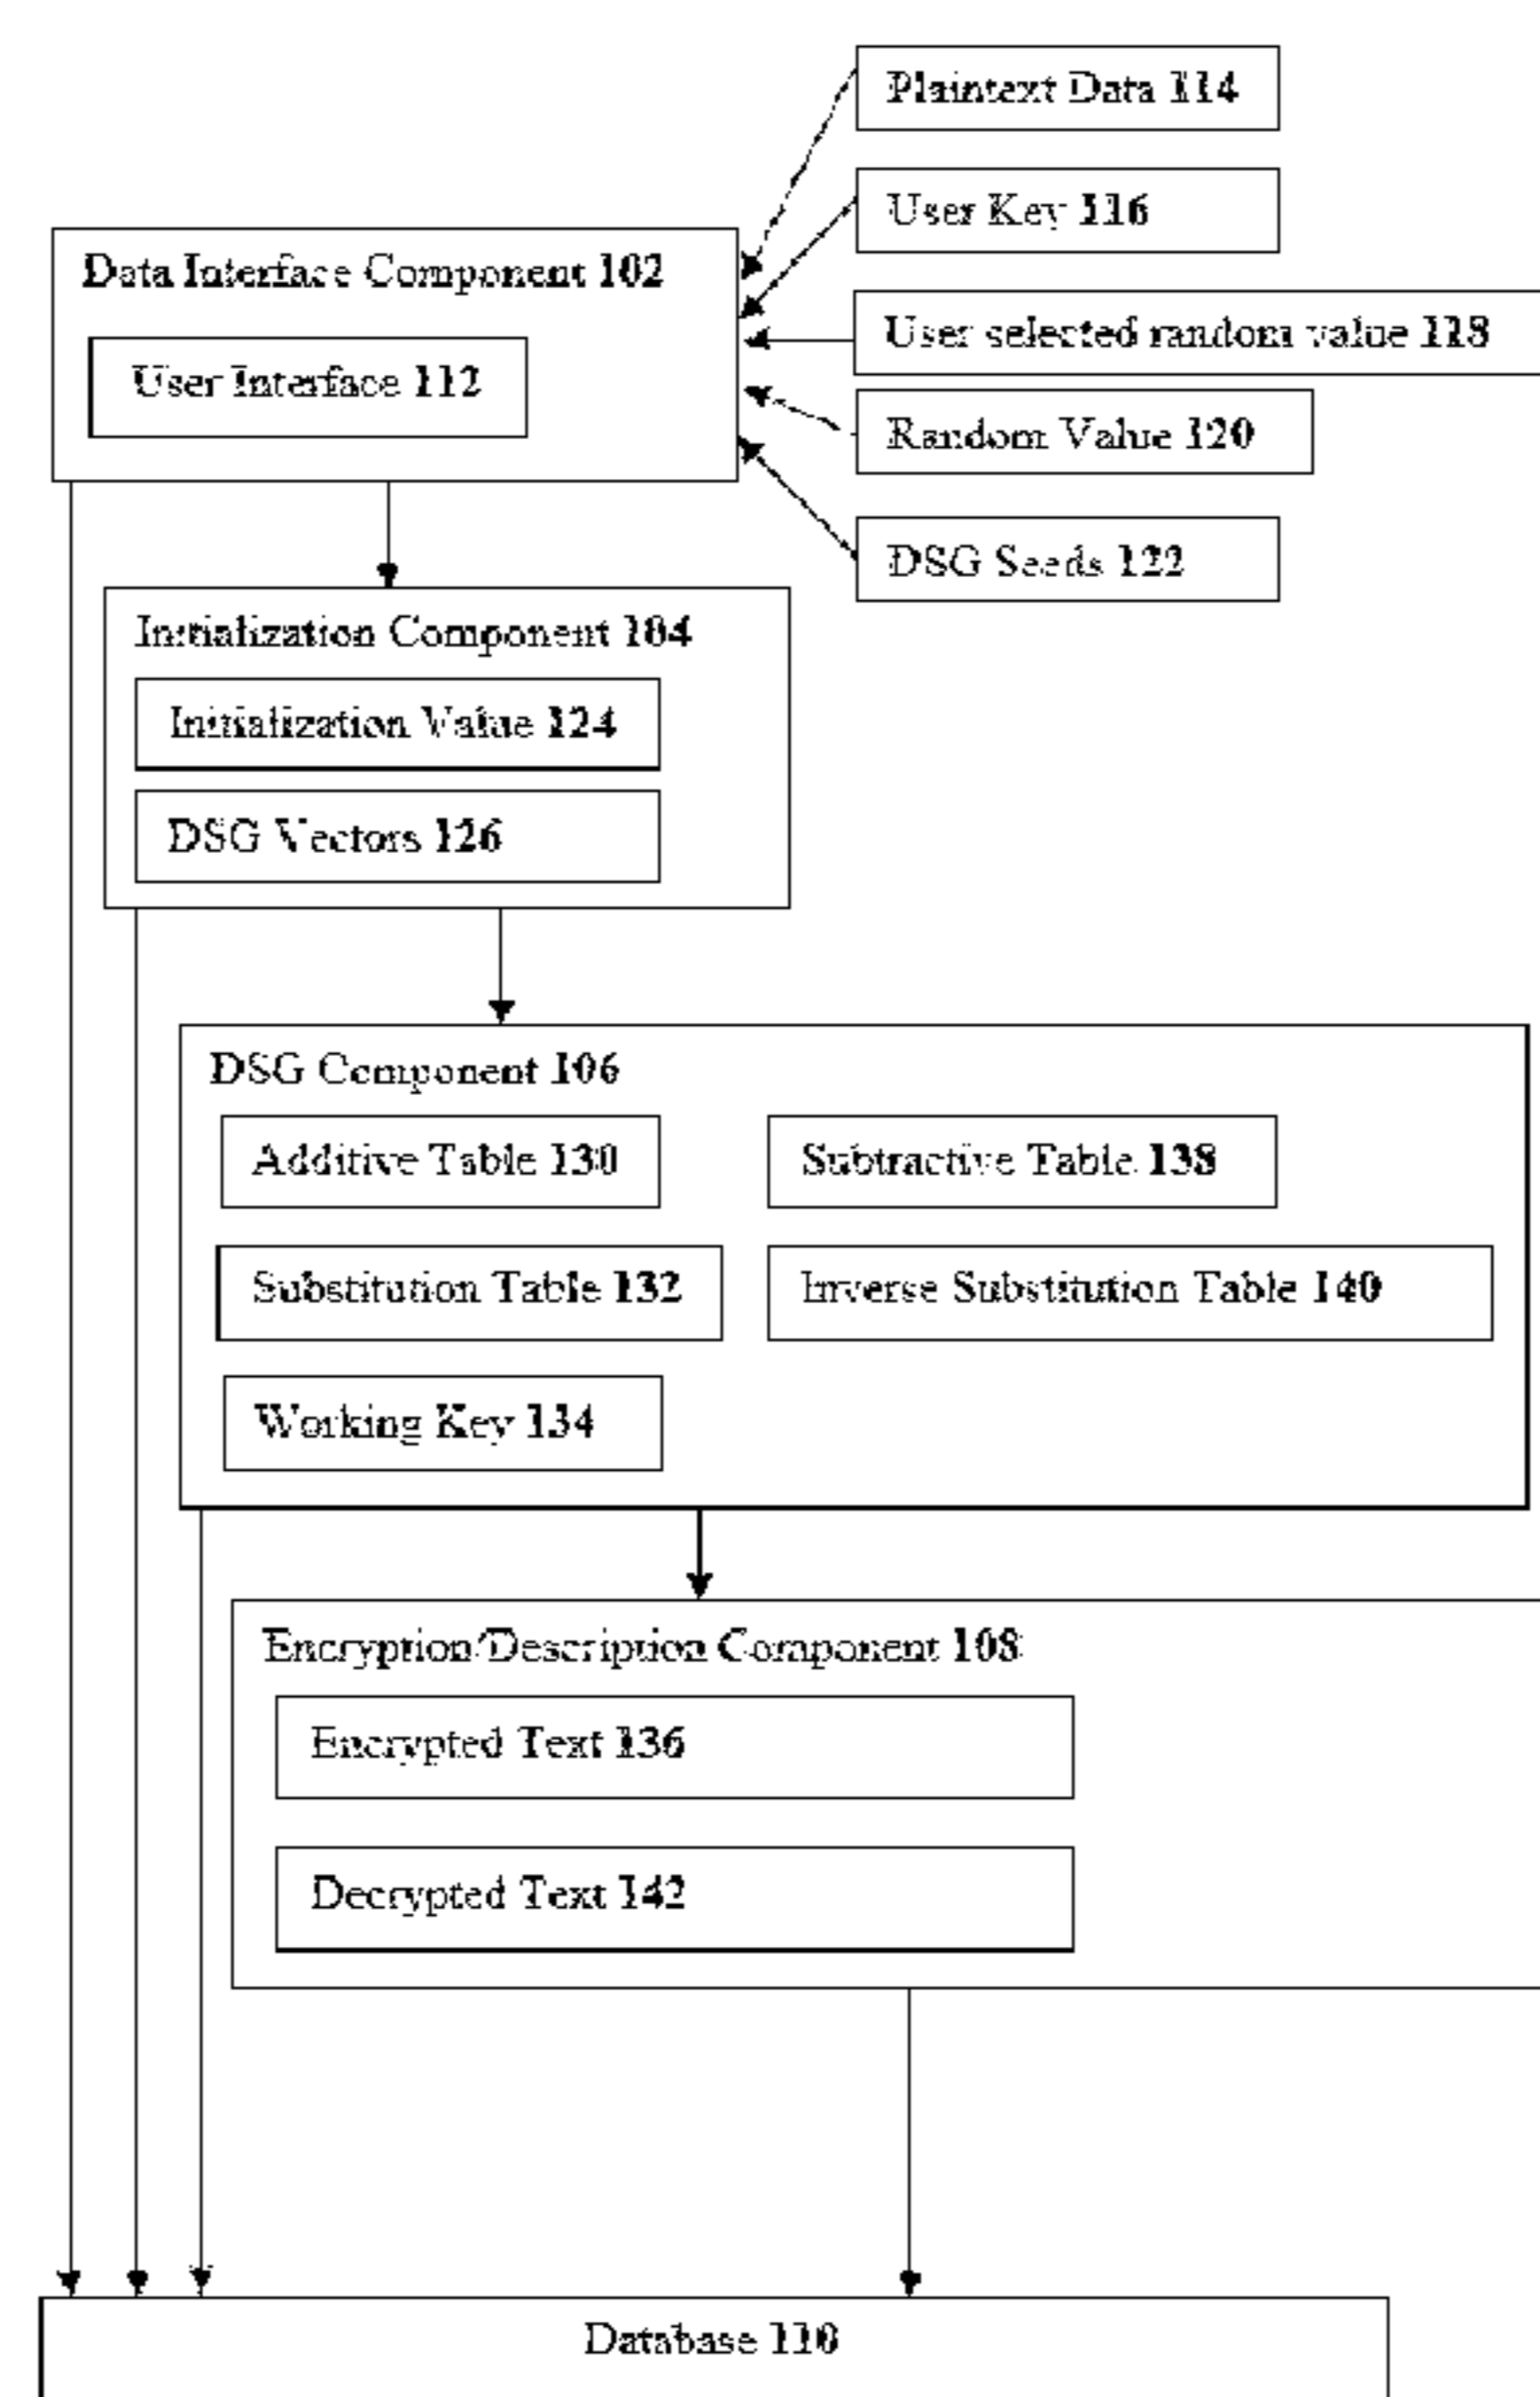 Plaintext Data 114
User Key 116
Data Interface Component 102
User selected random value 118
User Interface 112
Random Value 120
DSG Seeds 122
Initialization Component 104
Initialization Value 124
DSG Vectors 126
DSG Component 106
Additive Table 130
Subtractive Table 138
Substitution Table 132
Inverse Substitution Table 140
Working Key 134
Encryption/Description Component 108
Encrypted Text 136
Decrypted Text 142
Database 110